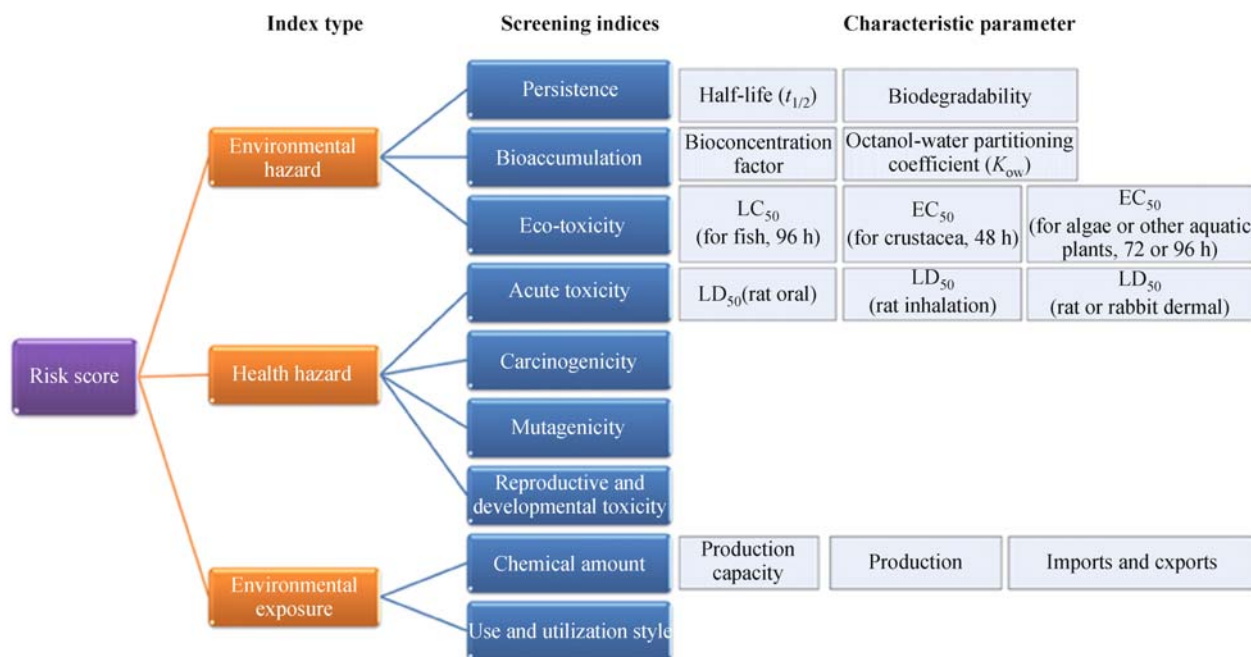 Index type
Screening indices
Characteristic parameter
Persistence
Half-life (t1/2)
Biodegradability
Environmental
hazard
Bioaccumulation
Bioconcentration
factor
Octanol-water partitioning
coefficient (Kow)
Eco-toxicity
LC50
(for fish, 96 h)
EC50
(for crustacea, 48 h)
EC50
(for algae or other aquatic
plants, 72 or 96 h)
Acute toxicity
LD50(rat oral)
LD50
(rat inhalation)
LD50
(rat or rabbit dermal)
Risk score
Health hazard
Carcinogenicity
Mutagenicity
Reproductive and
developmental toxicity
Environmental
exposure
Chemical amount
Production
capacity
Production
Imports and cxports
Use and utilization style